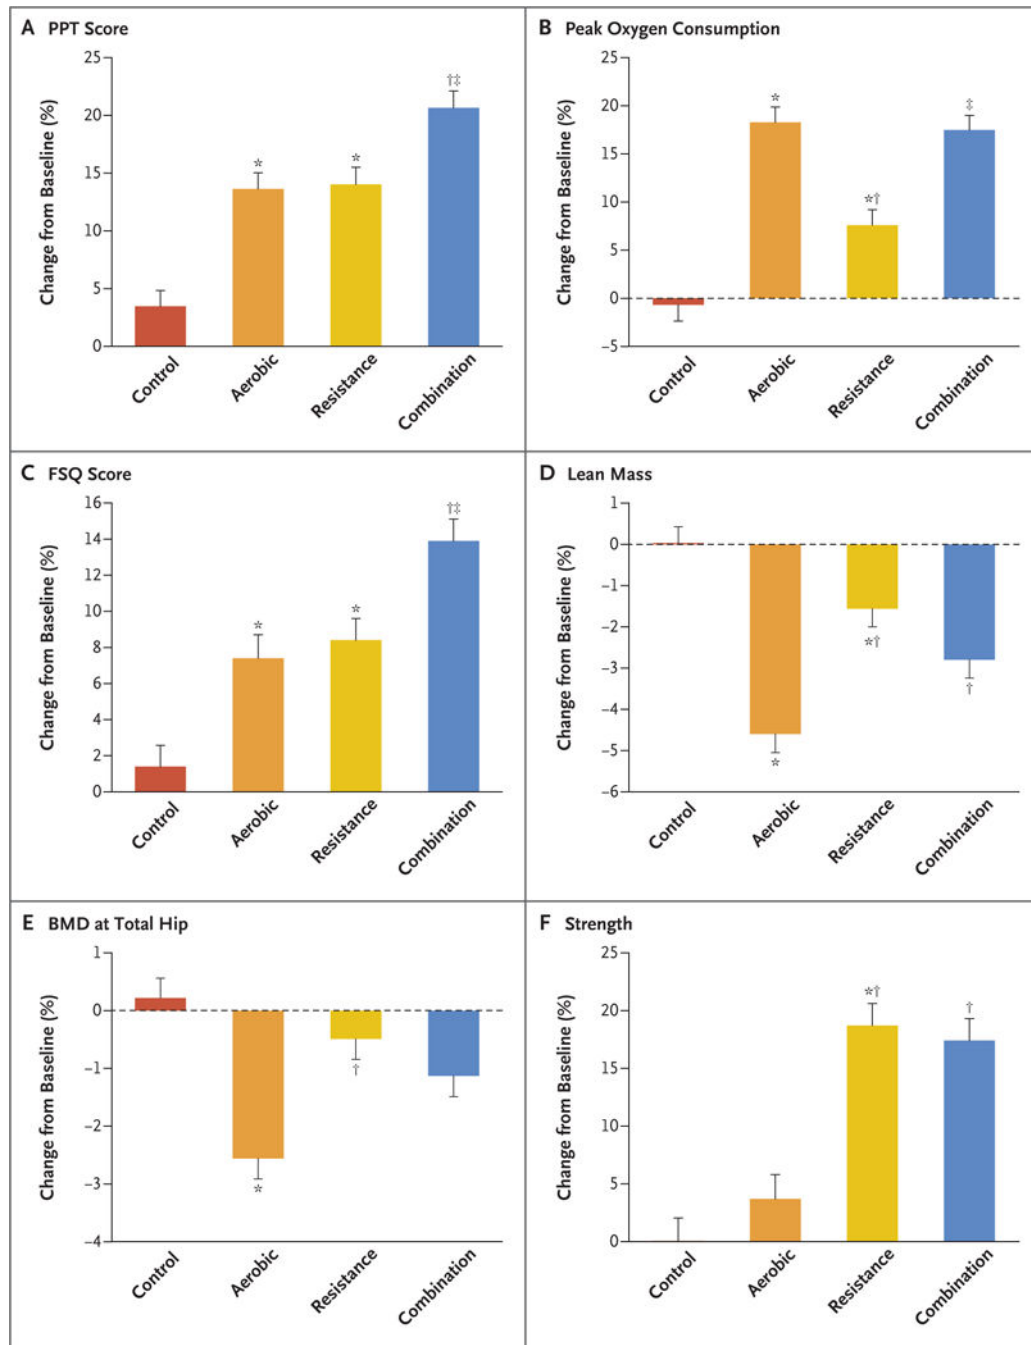 A PPT Score
Change from Baseline (%)
25
20
15
10
5
0
*
*
†‡
Control
Aerobic
Resistance
Combination
B Peak Oxygen Consumption
Change from Baseline (%)
25
20
15
10
5
0
−5
*
*†
‡
Control
Aerobic
Resistance
Combination
C FSQ Score
Change from Baseline (%)
16
14
12
10
8
6
4
2
0
*
*
†‡
Control
Aerobic
Resistance
Combination
D Lean Mass
Change from Baseline (%)
1
0
−1
−2
−3
−4
−5
−6
*
*†
†
Control
Aerobic
Resistance
Combination
E BMD at Total Hip
Change from Baseline (%)
1
0
−1
−2
−3
−4
*
†
Control
Aerobic
Resistance
Combination
F Strength
Change from Baseline (%)
25
20
15
10
5
0
*†
†
Control
Aerobic
Resistance
Combination